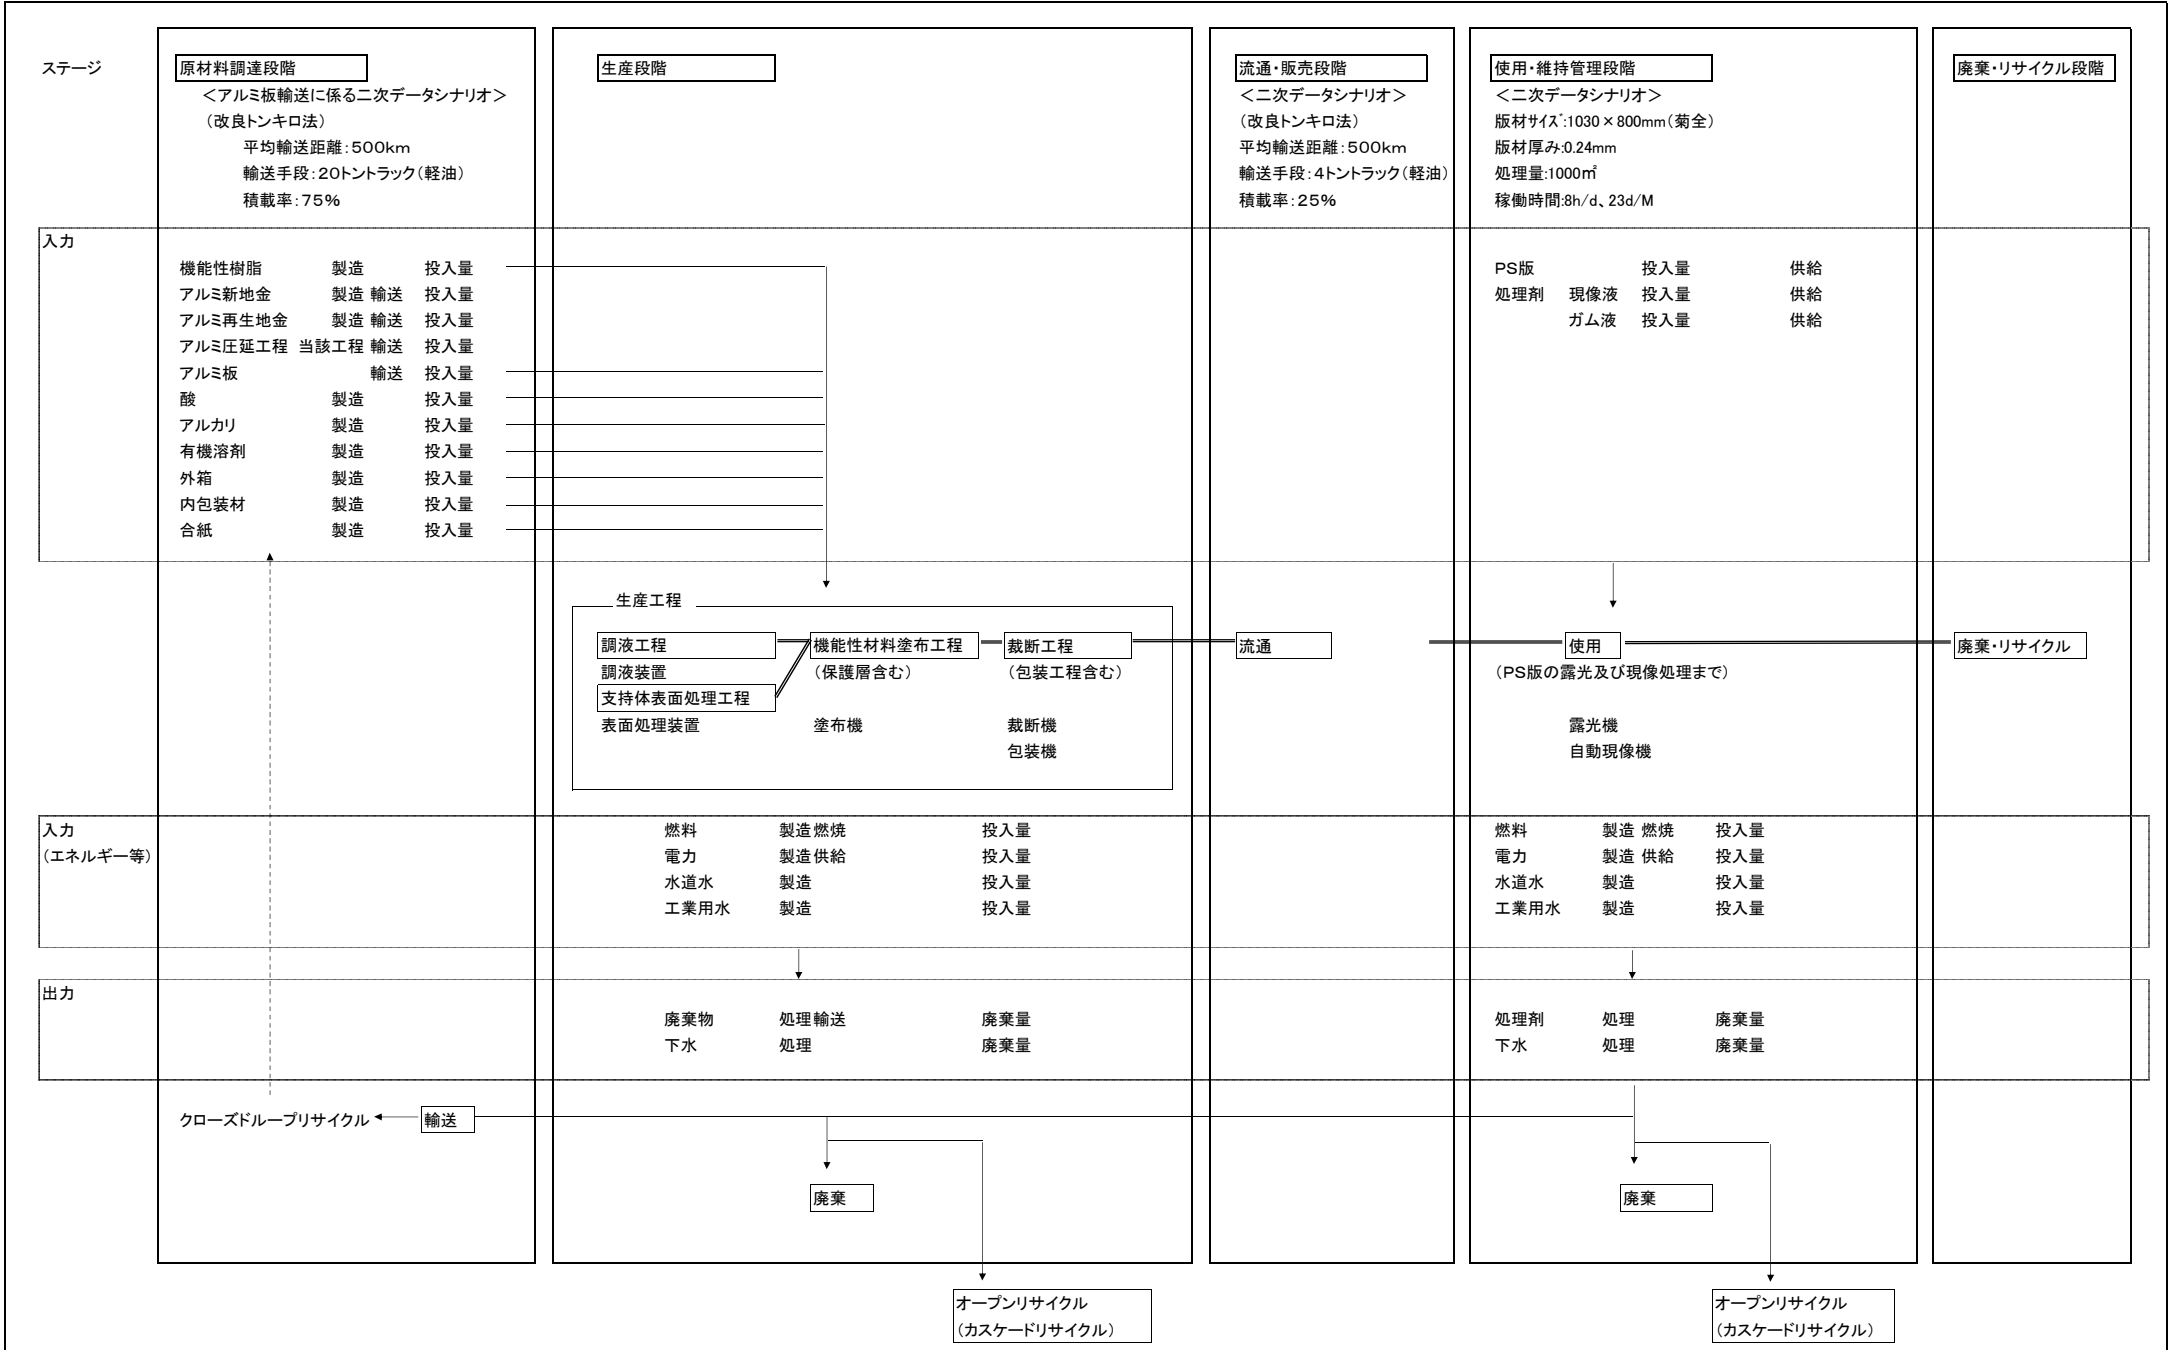 ステージ 原材料調達段階 生産段階 流通・販売段階 使用・維持管理段階 廃棄・リサイクル段階
＜アルミ板輸送に係る二次データシナリオ＞ ＜二次データシナリオ＞ ＜二次データシナリオ＞
（改良トンキロ法） （改良トンキロ法） 版材サイズ:1030×800mm（菊全）
平均輸送距離：500km 平均輸送距離：500km 版材厚み:0.24mm
輸送手段：20トントラック（軽油） 輸送手段：4トントラック（軽油） 処理量:1000㎡
積載率：75% 積載率：25% 稼働時間:8h/d、23d/M
入力
機能性樹脂 製造 投入量 PS版 投入量 供給
アルミ新地金 製造 輸送 投入量 処理剤 現像液 投入量 供給
アルミ再生地金 製造 輸送 投入量 ガム液 投入量 供給
アルミ圧延工程 当該工程 輸送 投入量
アルミ板 輸送 投入量
酸 製造 投入量
アルカリ 製造 投入量
有機溶剤 製造 投入量
外箱 製造 投入量
内包装材 製造 投入量
合紙 製造 投入量
生産工程
調液工程 機能性材料塗布工程 裁断工程 流通 使用 廃棄・リサイクル
調液装置 （保護層含む） （包装工程含む） （PS版の露光及び現像処理まで）
支持体表面処理工程
表面処理装置 塗布機 裁断機 露光機
包装機 自動現像機
入力 燃料 製造 燃焼 投入量 燃料 製造 燃焼 投入量
（エネルギー等） 電力 製造 供給 投入量 電力 製造 供給 投入量
水道水 製造 投入量 水道水 製造 投入量
工業用水 製造 投入量 工業用水 製造 投入量
出力
廃棄物 処理 輸送 廃棄量 処理剤 処理 廃棄量
下水 処理 廃棄量 下水 処理 廃棄量
クローズドループリサイクル 輸送
廃棄 廃棄
オープンリサイクル オープンリサイクル
（カスケードリサイクル） （カスケードリサイクル）